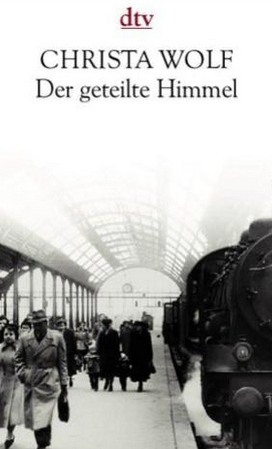 dtv
CHRISTA WOLF
Der geteilte Himmel